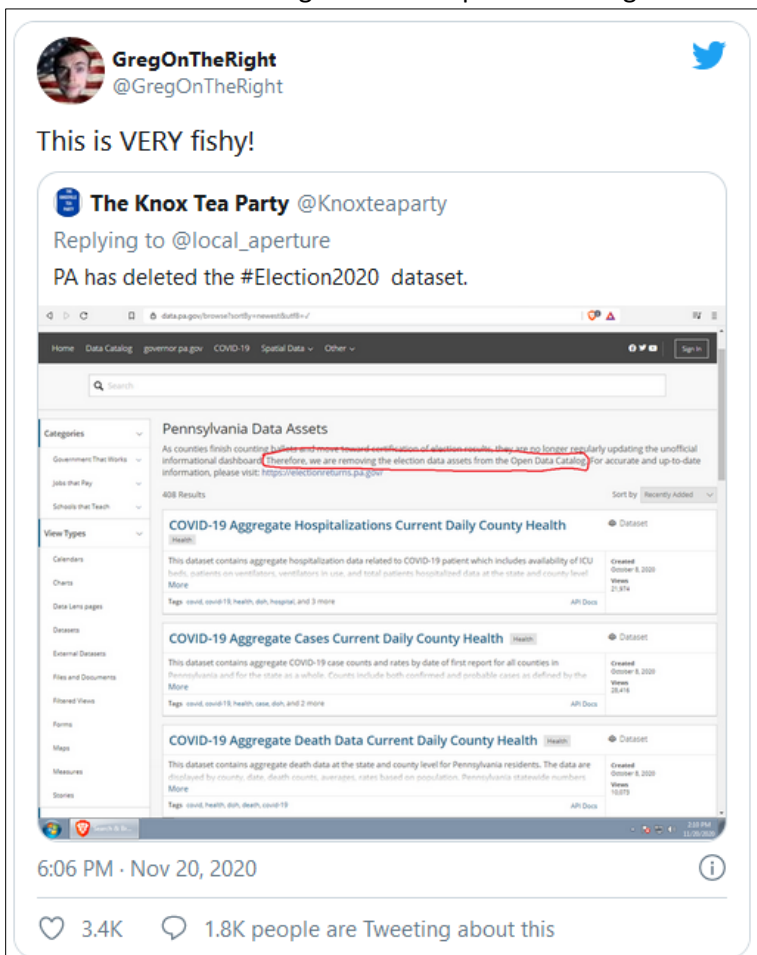 GregOnTheRight
@GregOnTheRight
This is VERY fishy!
The Knox Tea Party @Knoxteaparty
Replying to @local_aperture
PA has deleted the #Election2020 dataset.
data.pa.gov/browse?sortBy=newest&utf8=✓
Home Data Catalog governor.pa.gov COVID-19 Spatial Data Other
Sign In
Search
Categories
Government That Works
Jobs that Pay
Schools that Teach
View Types
Calendars
Charts
Data Lens pages
Datasets
External Datasets
Files and Documents
Filtered Views
Forms
Maps
Measures
Stories
Pennsylvania Data Assets
As counties finish counting ballots and move toward certification of election results, they are no longer regularly updating the unofficial
informational dashboard. Therefore, we are removing the election data assets from the Open Data Catalog. For accurate and up-to-date
information, please visit: https://electionreturns.pa.gov/
408 Results
Sort by Recently Added
COVID-19 Aggregate Hospitalizations Current Daily County Health
Health
Dataset
This dataset contains aggregate hospitalization data related to COVID-19 patient which includes availability of ICU
beds, patients on ventilators, ventilators in use, and total patients hospitalized data at the state and county level
More
Created
October 9, 2020
Views
21,974
Tags covid, covid-19, health, doh, hospital, and 3 more
API Docs
COVID-19 Aggregate Cases Current Daily County Health Health
Dataset
This dataset contains aggregate COVID-19 case counts and rates by date of first report for all counties in
Pennsylvania and for the state as a whole. Counts include both confirmed and probable cases as defined by the
More
Created
October 9, 2020
Views
28,416
Tags covid, covid-19, health, case, doh, and 2 more
API Docs
COVID-19 Aggregate Death Data Current Daily County Health Health
Dataset
This dataset contains aggregate death data at the state and county level for Pennsylvania residents. The data are
displayed by county, date, death counts, averages, rates based on population. Pennsylvania statewide numbers
More
Created
October 9, 2020
Views
10,073
Tags covid, health, doh, death, covid-19
API Docs
2:10 PM
11/20/2020
6:06 PM · Nov 20, 2020
3.4K
1.8K people are Tweeting about this